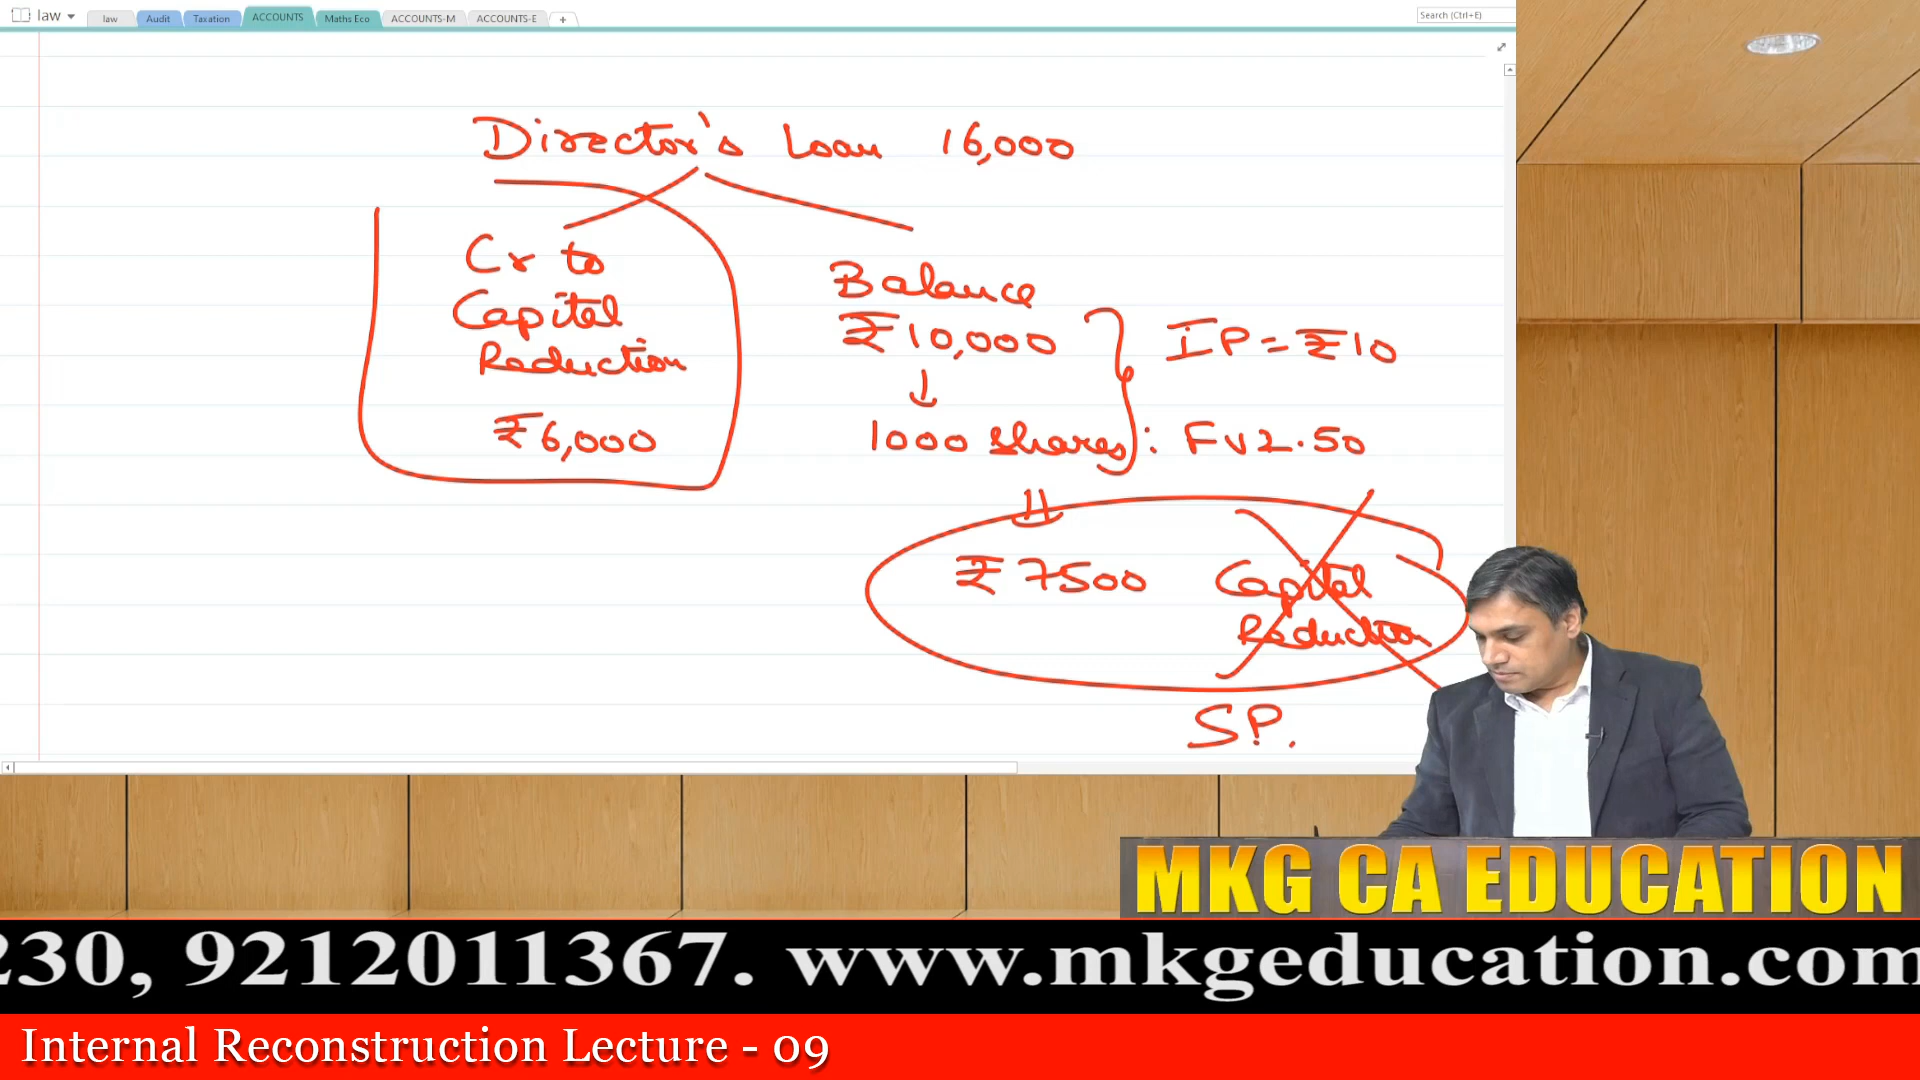 law
law Audit Taxation ACCOUNTS Maths Eco ACCOUNTS-M ACCOUNTS-E +
Search (Ctrl+E)
Director's Loan 16,000
Cr to
Capital
Reduction
₹6,000
Balance
₹10,000
1000 shares : FV 2.50
IP = ₹10
₹7500 Capital
Reduction
S.P.
MKG CA EDUCATION
230, 9212011367. www.mkgeducation.com
Internal Reconstruction Lecture - 09